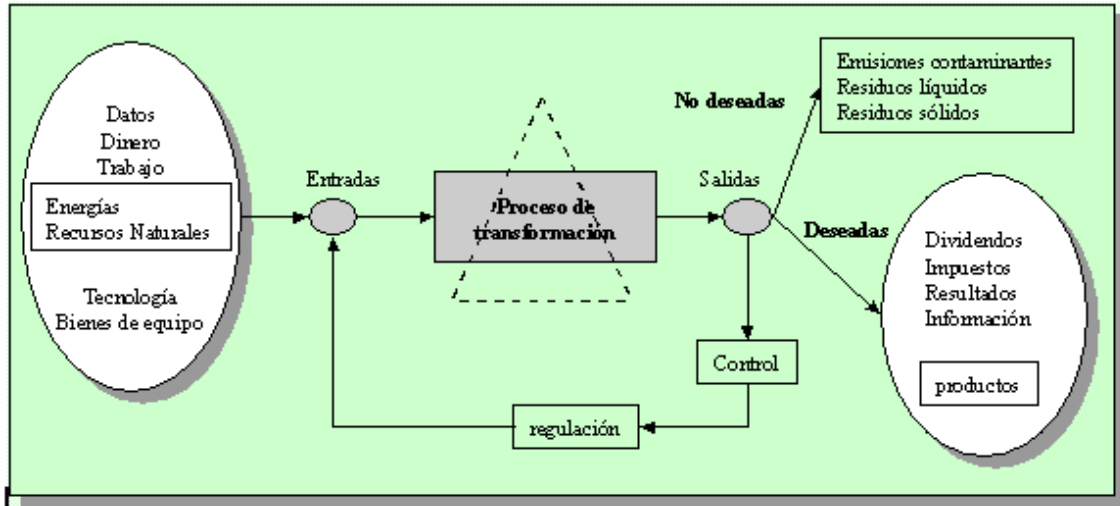 Datos
Dinero
Trabajo
Energías
Recursos Naturales
Tecnología
Bienes de equipo
Entradas
Proceso de
transformación
Salidas
No deseadas
Emisiones contaminantes
Residuos líquidos
Residuos sólidos
Deseadas
Dividendos
Impuestos
Resultados
Información
productos
Control
regulación